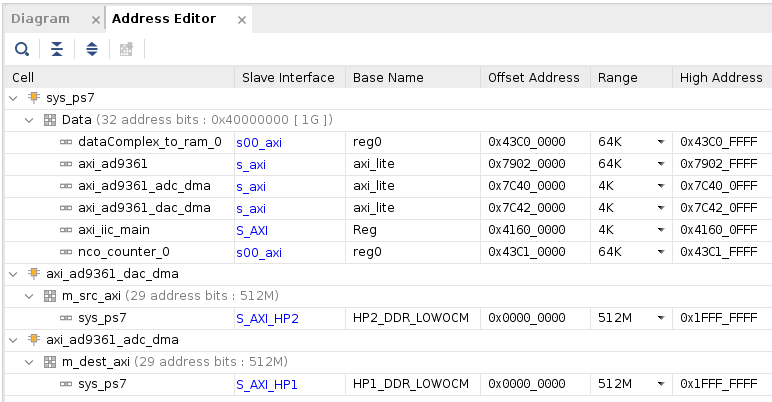 Diagram × Address Editor ×
Cell Slave Interface Base Name Offset Address Range High Address
sys_ps7
Data (32 address bits : 0x40000000 [ 1G ])
dataComplex_to_ram_0 s00_axi reg0 0x43C0_0000 64K 0x43C0_FFFF
axi_ad9361 s_axi axi_lite 0x7902_0000 64K 0x7902_FFFF
axi_ad9361_adc_dma s_axi axi_lite 0x7C40_0000 4K 0x7C40_0FFF
axi_ad9361_dac_dma s_axi axi_lite 0x7C42_0000 4K 0x7C42_0FFF
axi_iic_main S_AXI Reg 0x4160_0000 4K 0x4160_0FFF
nco_counter_0 s00_axi reg0 0x43C1_0000 64K 0x43C1_FFFF
axi_ad9361_dac_dma
m_src_axi (29 address bits : 512M)
sys_ps7 S_AXI_HP2 HP2_DDR_LOWOCM 0x0000_0000 512M 0x1FFF_FFFF
axi_ad9361_adc_dma
m_dest_axi (29 address bits : 512M)
sys_ps7 S_AXI_HP1 HP1_DDR_LOWOCM 0x0000_0000 512M 0x1FFF_FFFF